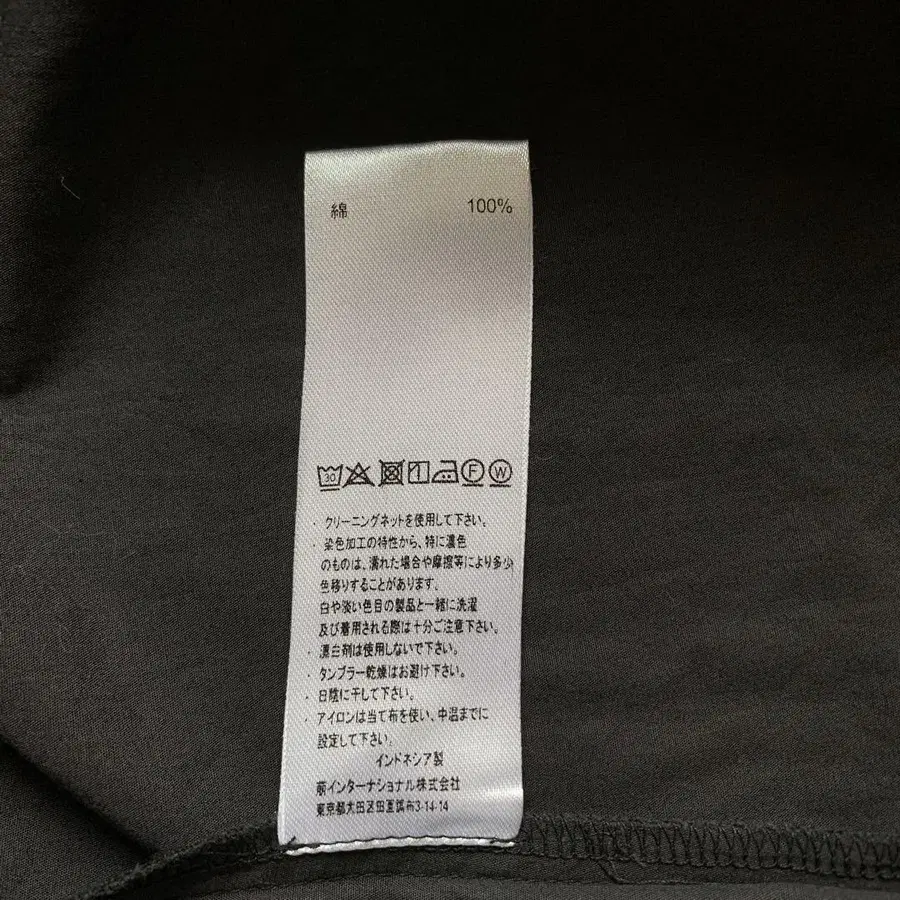 綿 100%
30 F W
・クリーニングネットを使用して下さい。
・染色加工の特性から、特に濃色
のものは、濡れた場合や摩擦等により多少
色移りすることがあります。
白や淡い色目の製品と一緒に洗濯
及び着用される際は十分ご注意下さい。
・漂白剤は使用しないで下さい。
・タンブラー乾燥はお避け下さい。
・日陰に干して下さい。
・アイロンは当て布を使い、中温までに
設定して下さい。
インドネシア製
萌インターナショナル株式会社
東京都大田区田園調布3-14-14